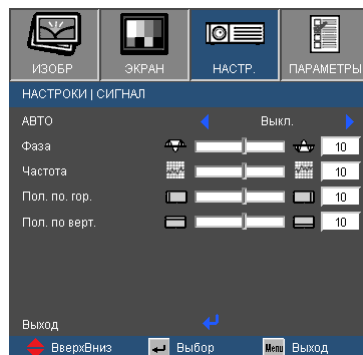 ИЗОБР ЭКРАН НАСТР. ПАРАМЕТРЫ
НАСТРОКИ | СИГНАЛ
АВТО Выкл.
Фаза 10
Частота 10
Пол. по. гор. 10
Пол. по верт. 10
Выход
ВверхВниз Выбор Menu Выход